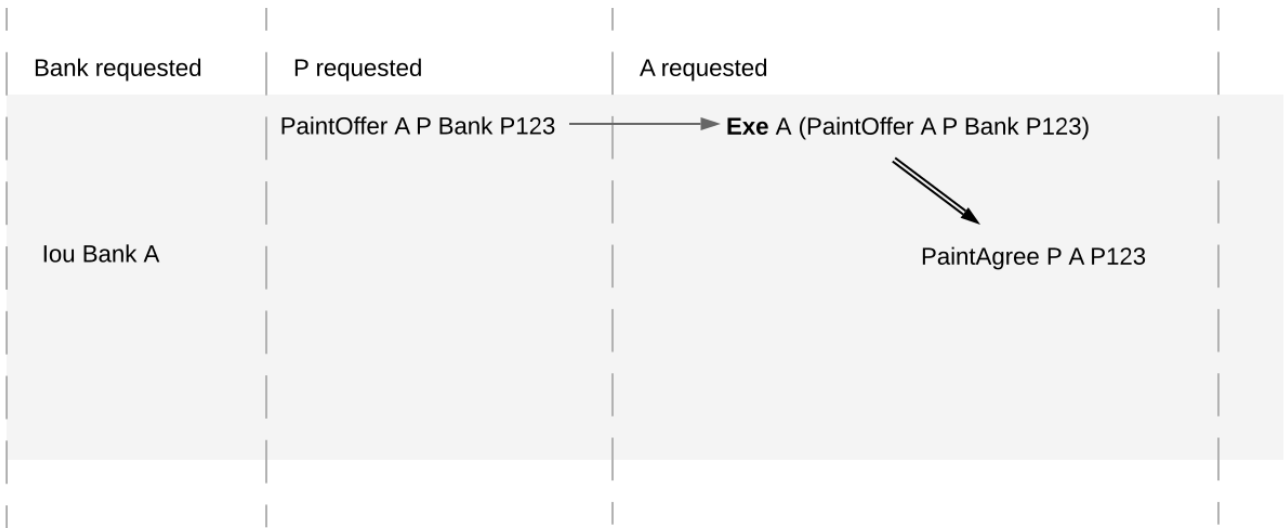 Bank requested
P requested
A requested
PaintOffer A P Bank P123
Exe A (PaintOffer A P Bank P123)
Iou Bank A
PaintAgree P A P123